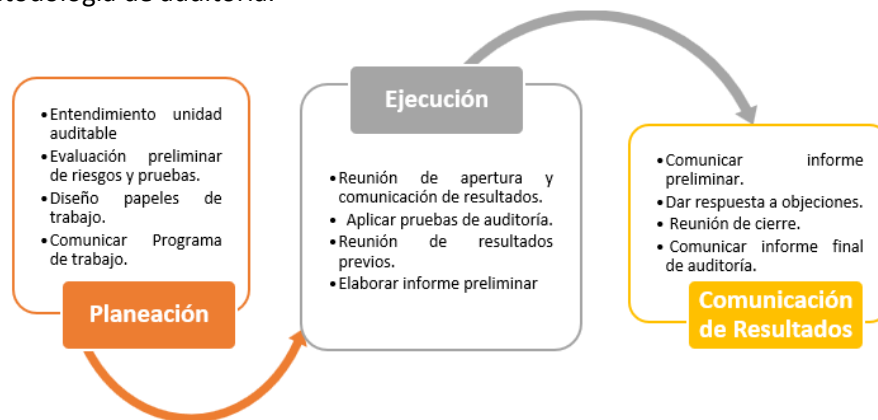 • Entendimiento unidad
auditable
• Evaluación preliminar
de riesgos y pruebas.
• Diseño papeles de
trabajo.
• Comunicar Programa
de trabajo.
Planeación
Ejecución
• Reunión de apertura y
comunicación de resultados.
• Aplicar pruebas de auditoría.
• Reunión de resultados
previos.
• Elaborar informe preliminar
• Comunicar informe
preliminar.
• Dar respuesta a objeciones.
• Reunión de cierre.
• Comunicar informe final
de auditoría.
Comunicación
de Resultados